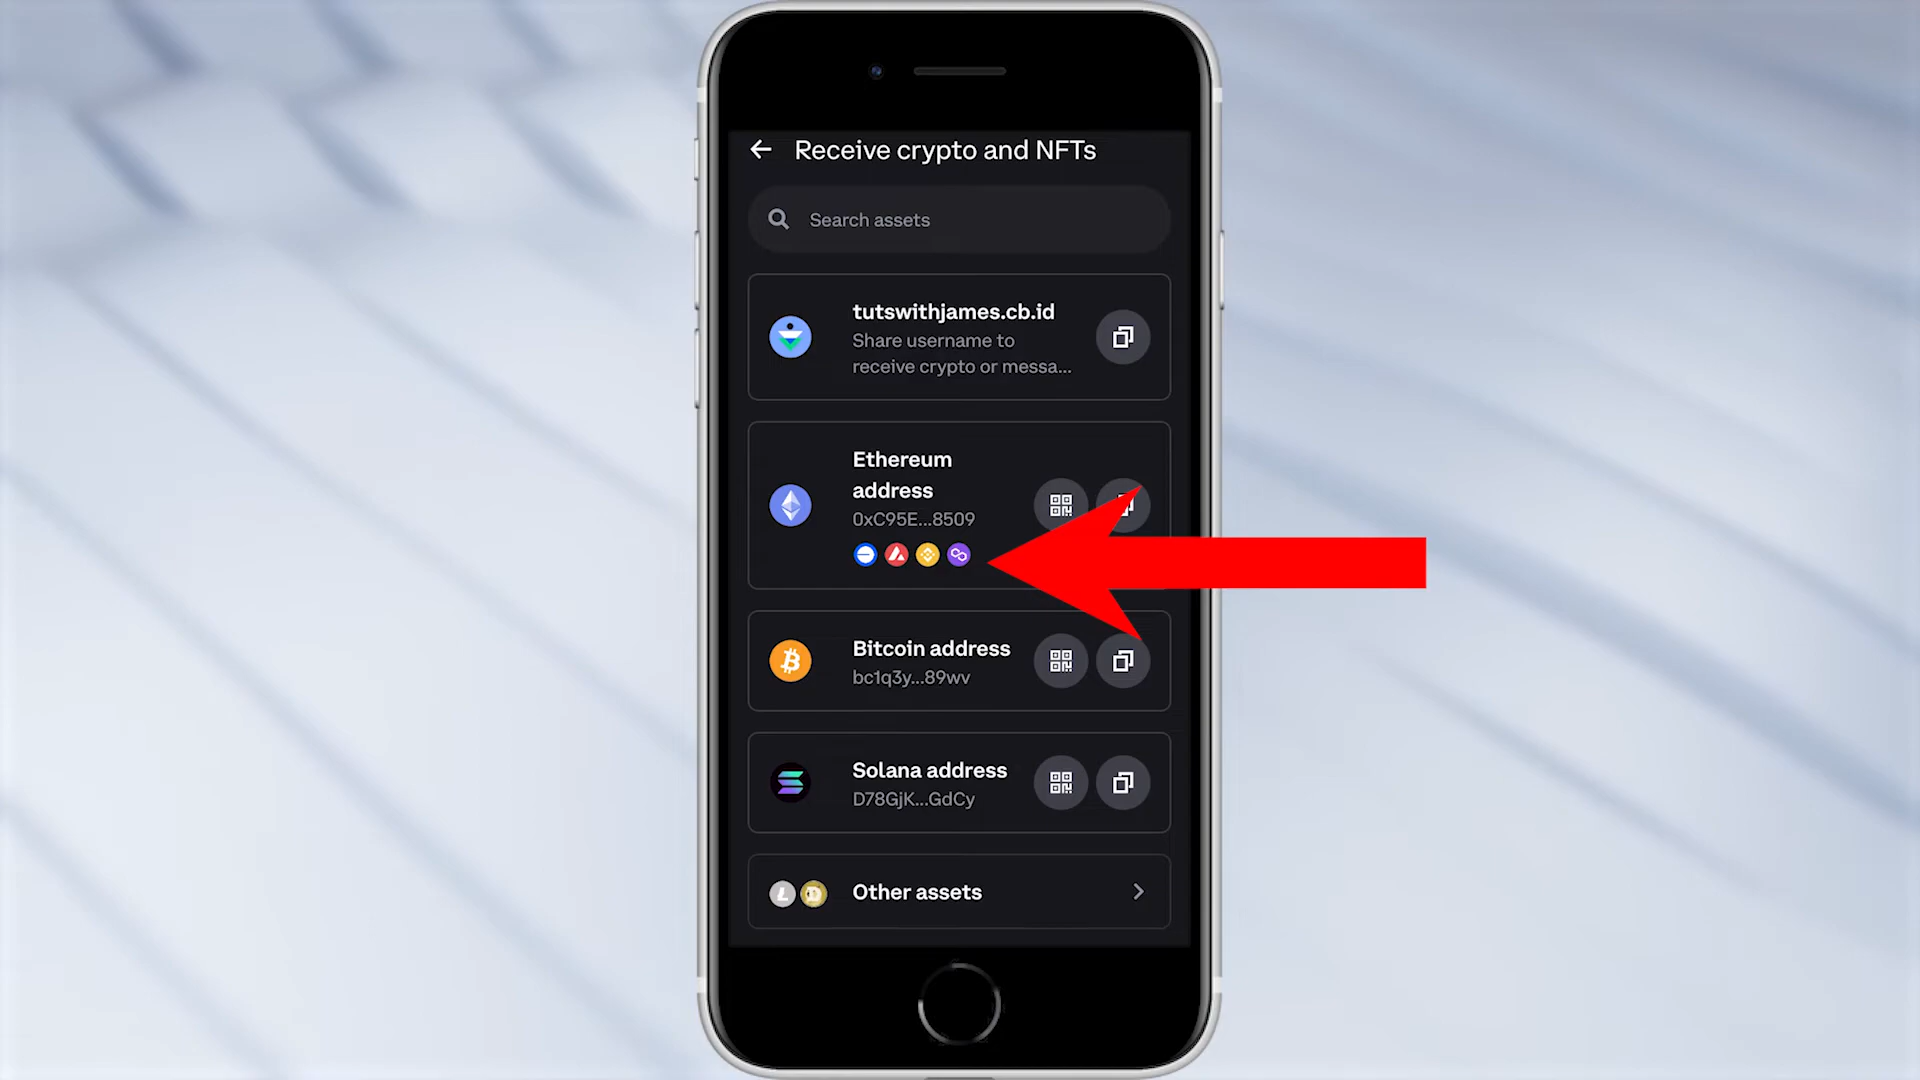 Receive crypto and NFTs
Search assets
tutswithjames.cb.id
Share username to
receive crypto or messa...
Ethereum
address
0xC95E...8509
Bitcoin address
bc1q3y...89wv
Solana address
D78GjK...GdCy
Other assets